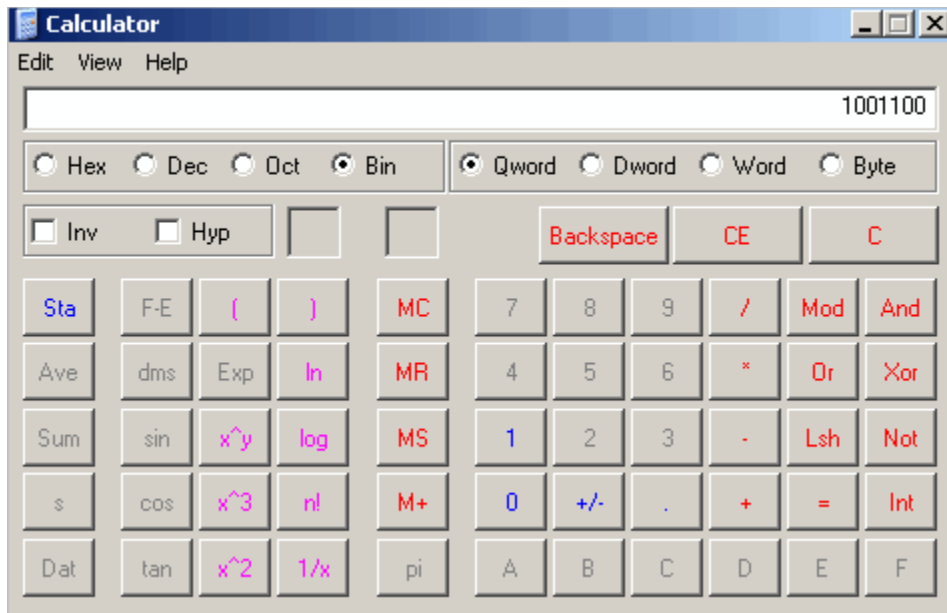 Calculator
Edit View Help
1001100
Hex Dec Oct Bin Qword Dword Word Byte
Inv Hyp Backspace CE C
Sta F-E ( ) MC 7 8 9 / Mod And
Ave dms Exp ln MR 4 5 6 * Or Xor
Sum sin x^y log MS 1 2 3 - Lsh Not
s cos x^3 n! M+ 0 +/- . + = Int
Dat tan x^2 1/x pi A B C D E F